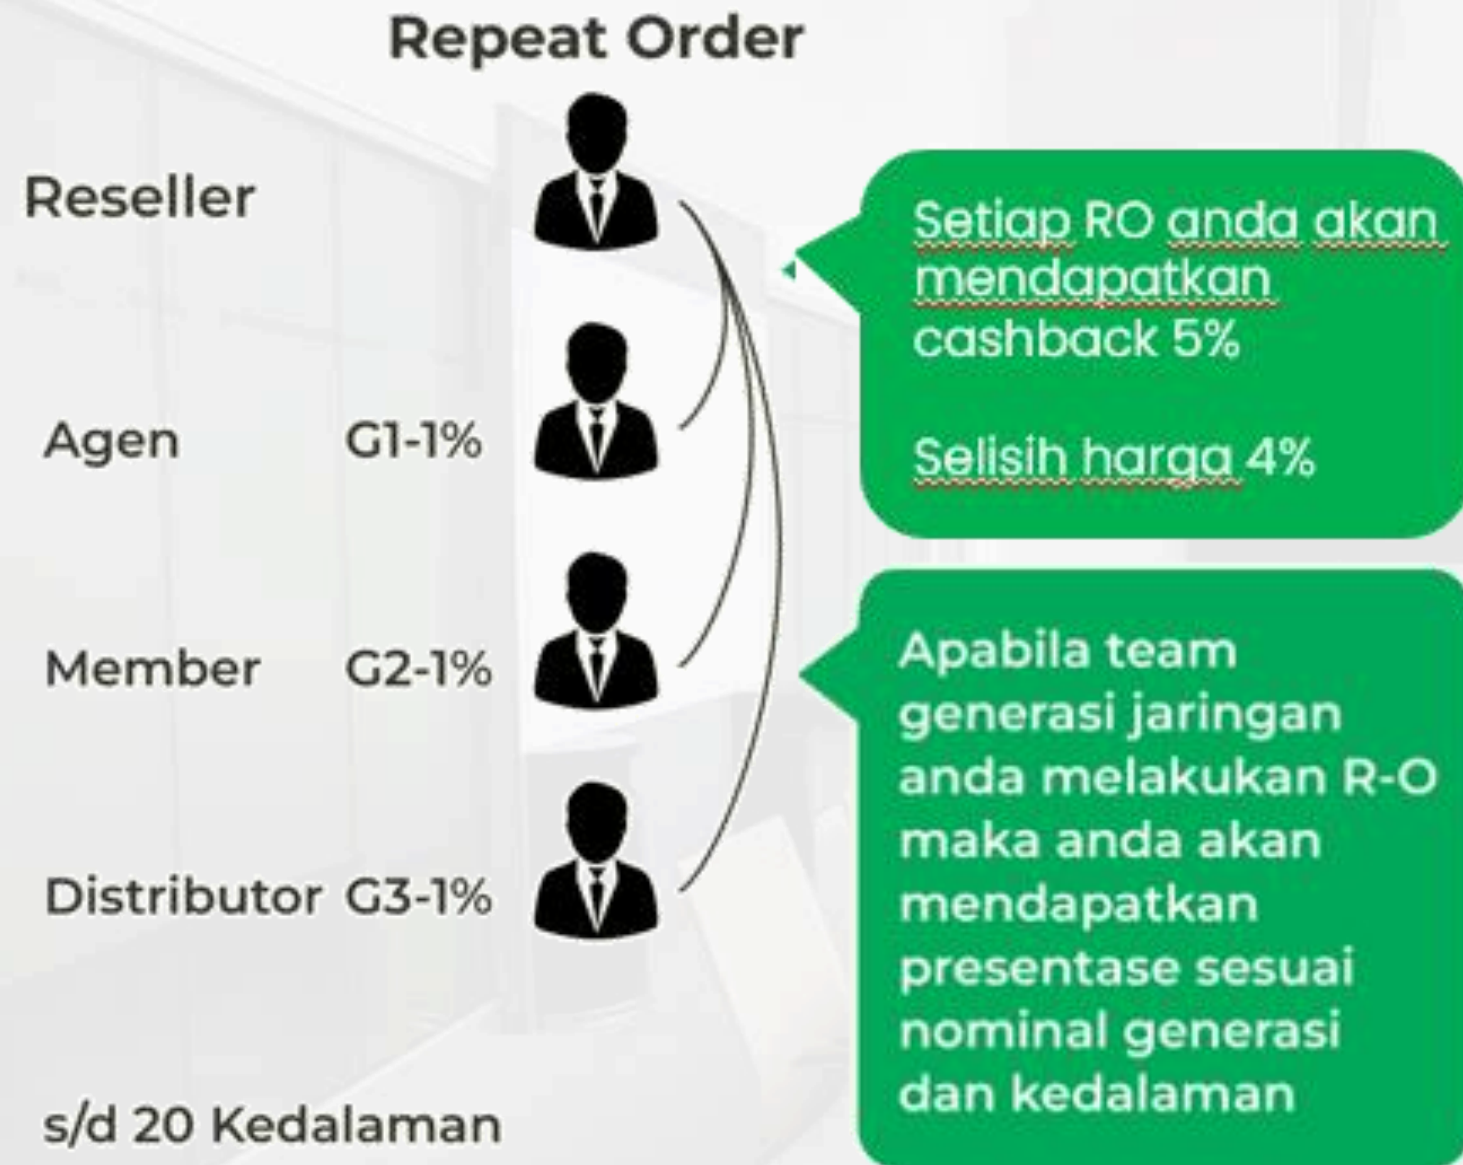 Repeat Order
Reseller
Setiap RO anda akan
mendapatkan
cashback 5%
Selisih harga 4%
Agen G1-1%
Member G2-1%
Distributor G3-1%
s/d 20 Kedalaman
Apabila team
generasi jaringan
anda melakukan R-O
maka anda akan
mendapatkan
presentase sesuai
nominal generasi
dan kedalaman